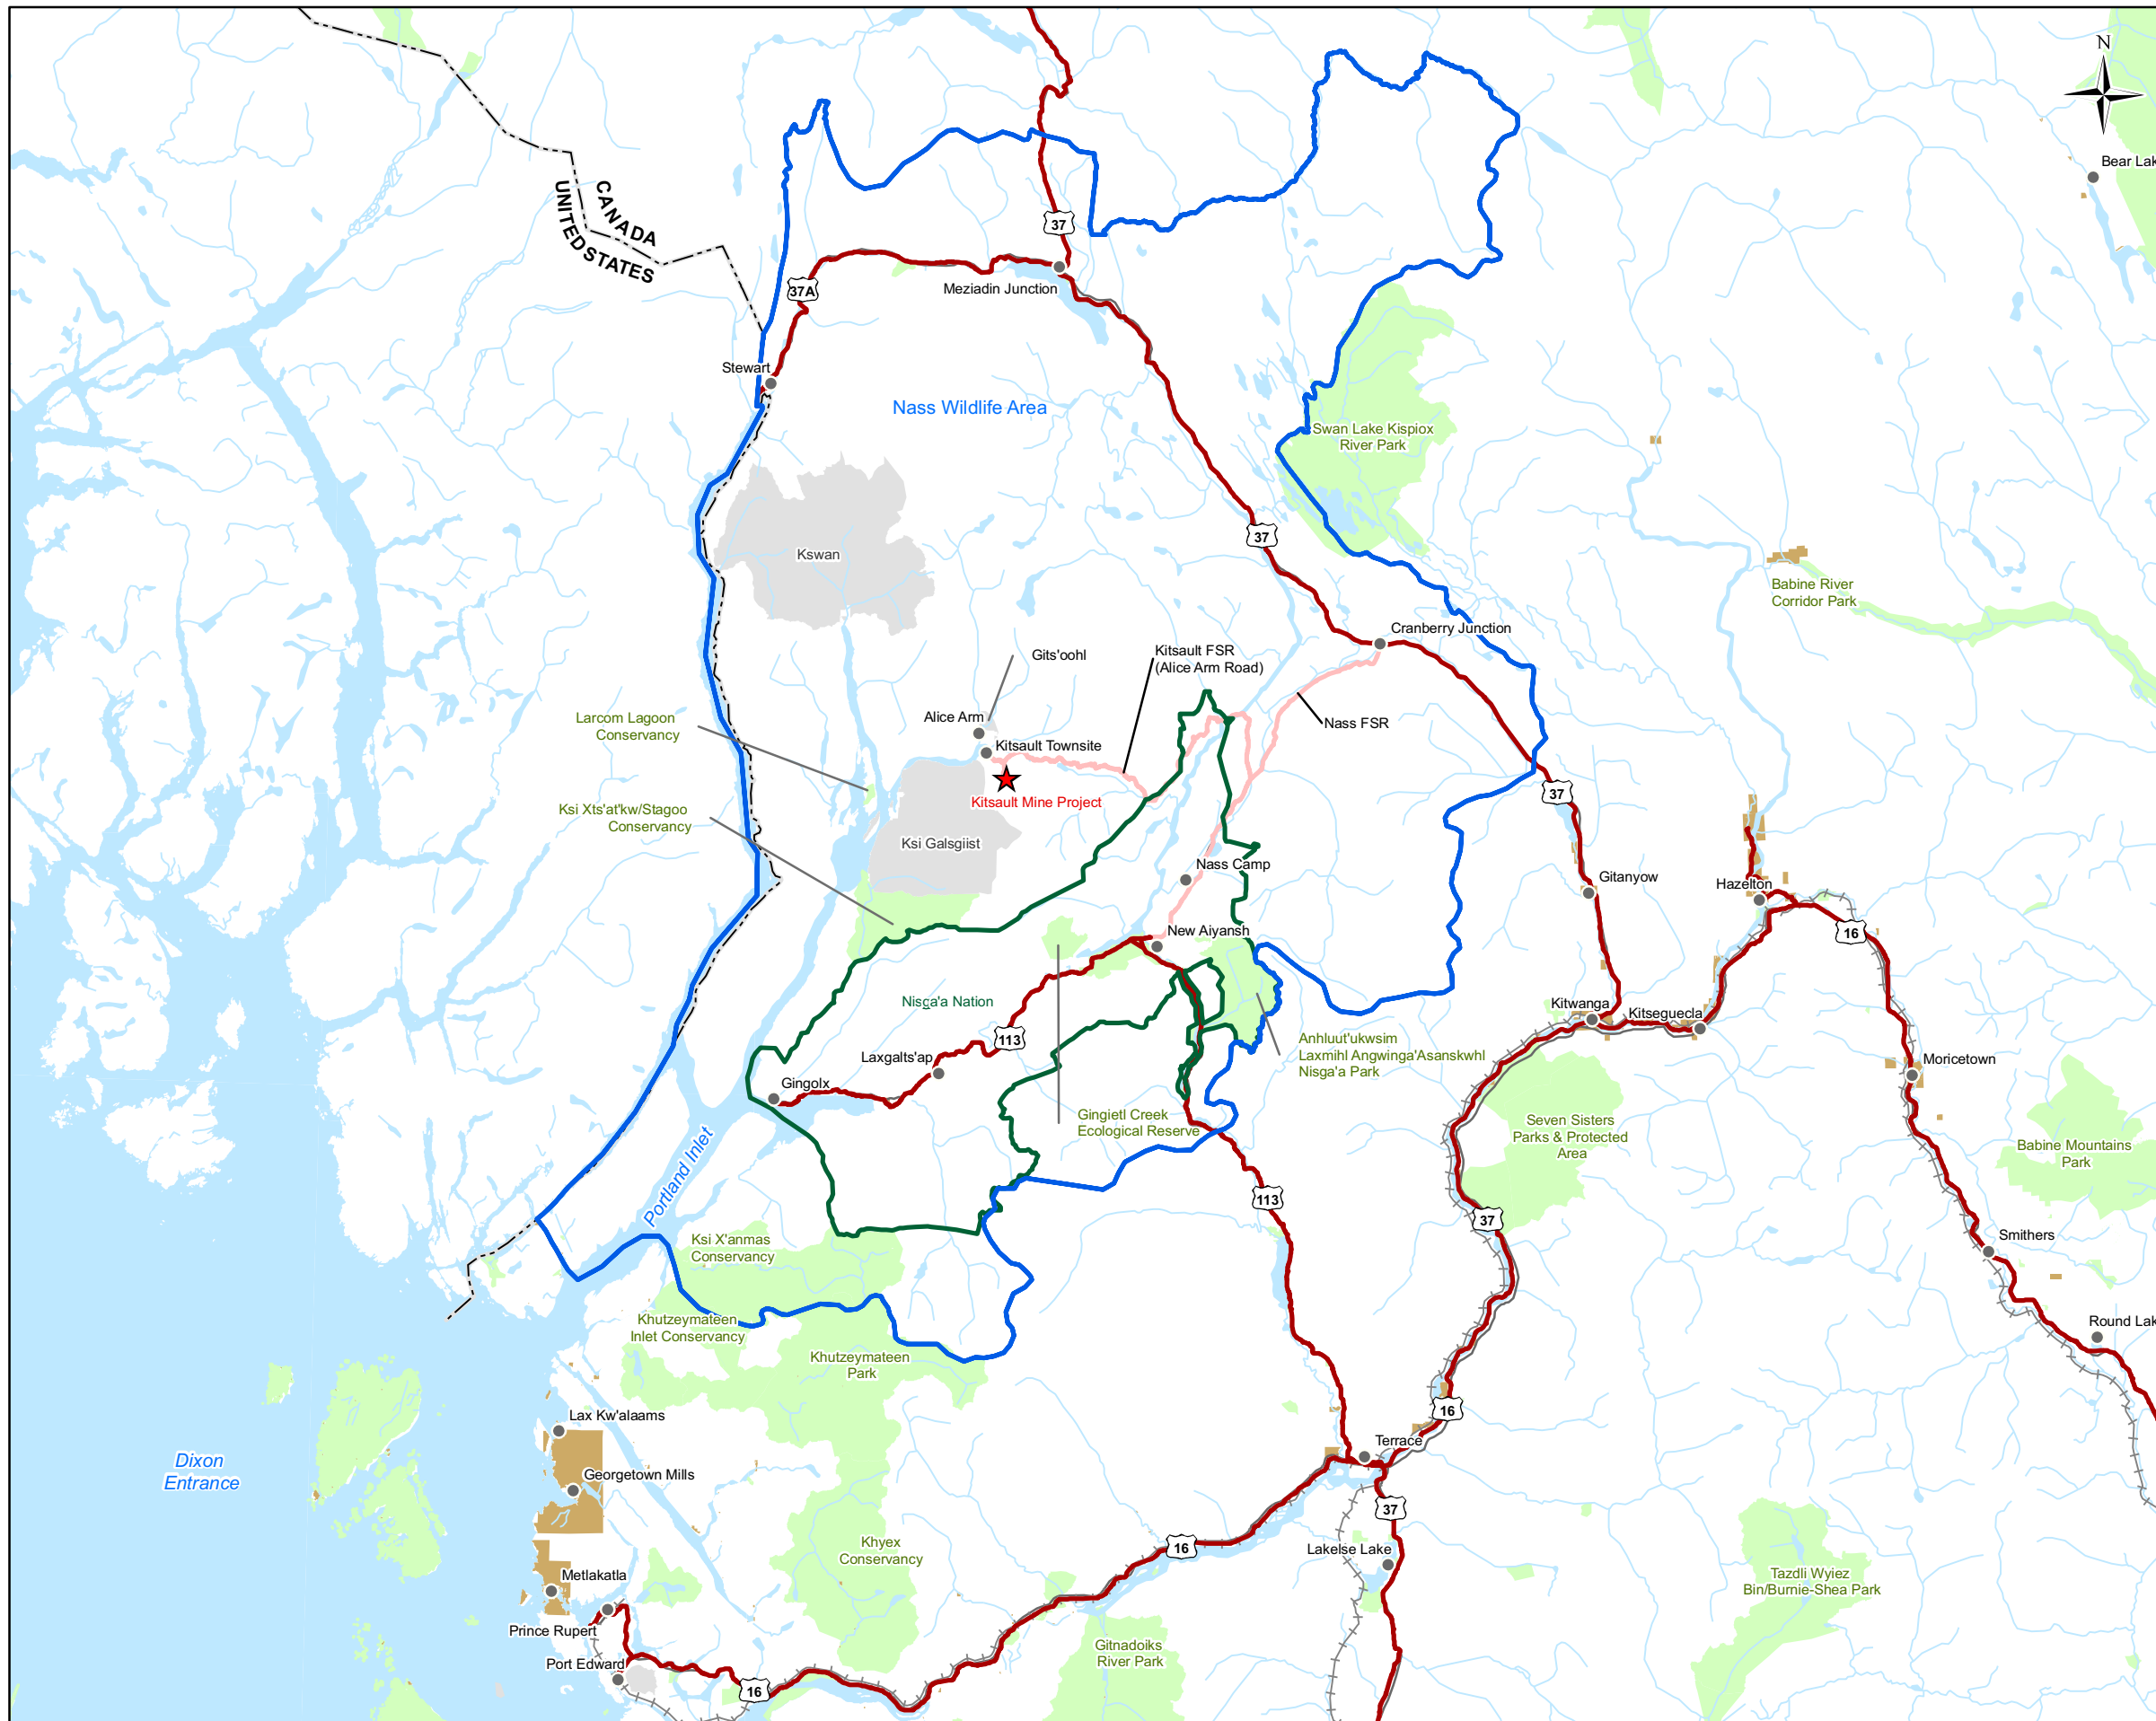 N
Bear Lak
CANADA
UNITED STATES
37
37A
Meziadin Junction
Stewart
Nass Wildlife Area
Swan Lake Kispiox
River Park
37
Kswan
Babine River
Corridor Park
Cranberry Junction
Gits'oohl
Kitsault FSR
(Alice Arm Road)
Larcom Lagoon
Conservancy
Alice Arm
Nass FSR
Kitsault Townsite
37
Kitsault Mine Project
Ksi Xts'at'kw/Stagoo
Conservancy
Ksi Galsgiist
Nass Camp
Gitanyow
Hazelton
New Aiyansh
16
Nisga'a Nation
Kitwanga
Kitseguecla
113
Anhluut'ukwsim
Laxmihl Angwinga'Asanskwhl
Nisga'a Park
Laxgalts'ap
Moricetown
Gingolx
Gingietl Creek
Ecological Reserve
Seven Sisters
Parks & Protected
Area
Babine Mountains
Park
Portland Inlet
113
37
Smithers
Ksi X'anmas
Conservancy
Khutzeymateen
Inlet Conservancy
Round Lak
Khutzeymateen
Park
16
Lax Kw'alaams
Terrace
Dixon
Entrance
Georgetown Mills
37
Khyex
Conservancy
16
Lakelse Lake
Metlakatla
Tazdli Wyiez
Bin/Burnie-Shea Park
Prince Rupert
Gitnadoiks
River Park
Port Edward
16